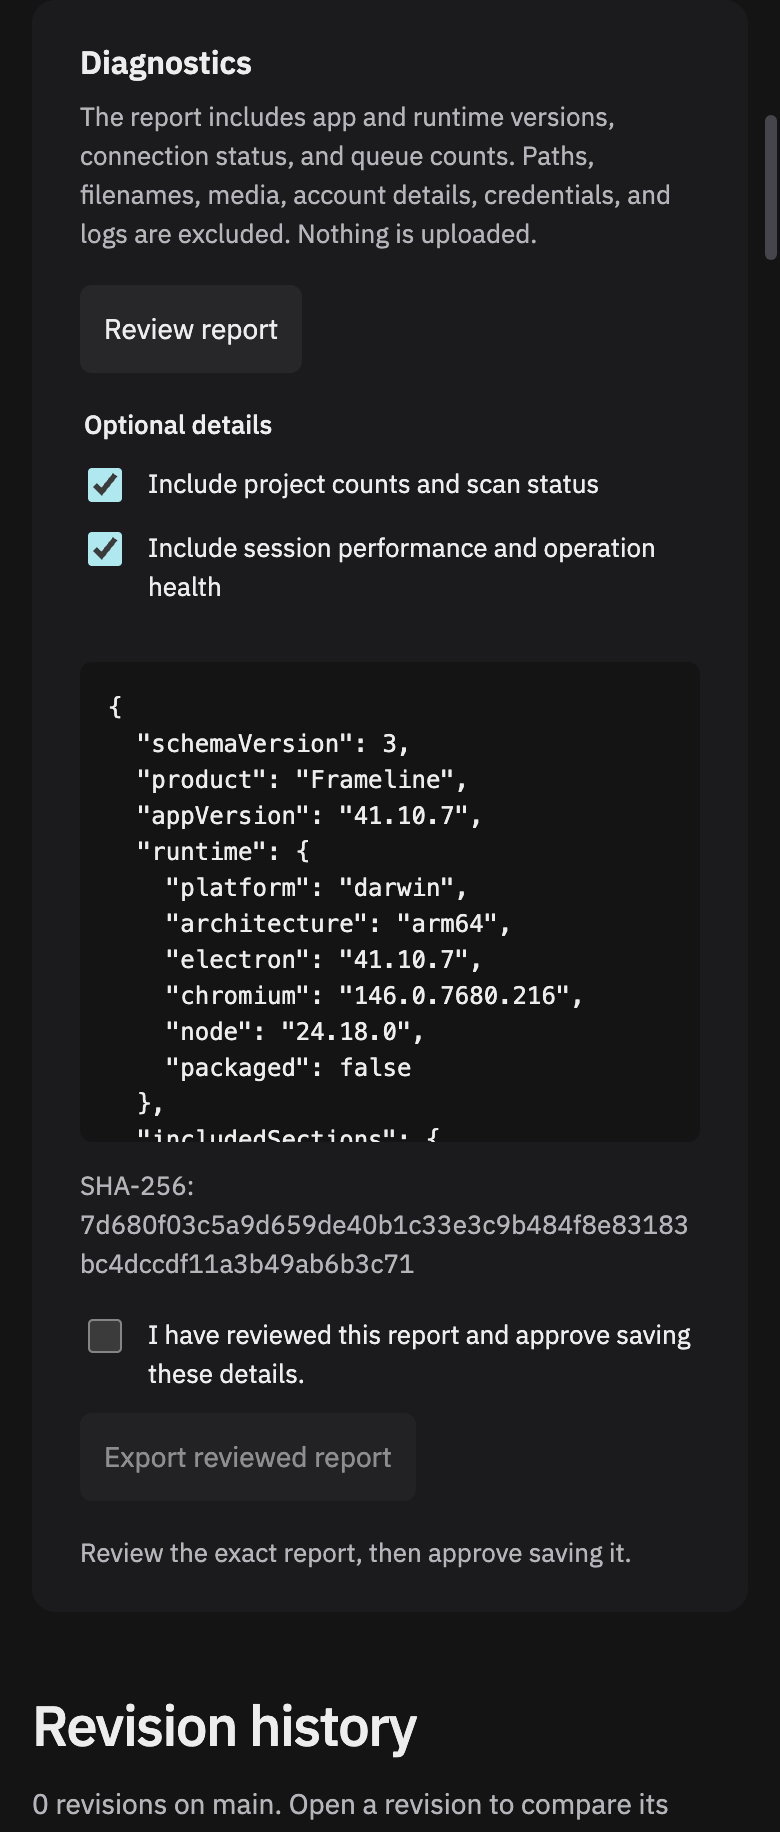 Diagnostics
The report includes app and runtime versions,
connection status, and queue counts. Paths,
filenames, media, account details, credentials, and
logs are excluded. Nothing is uploaded.
Review report
Optional details
Include project counts and scan status
Include session performance and operation
health
{
  "schemaVersion": 3,
  "product": "Frameline",
  "appVersion": "41.10.7",
  "runtime": {
    "platform": "darwin",
    "architecture": "arm64",
    "electron": "41.10.7",
    "chromium": "146.0.7680.216",
    "node": "24.18.0",
    "packaged": false
  },
  "includedSections": {
SHA-256:
7d680f03c5a9d659de40b1c33e3c9b484f8e83183
bc4dccdf11a3b49ab6b3c71
I have reviewed this report and approve saving
these details.
Export reviewed report
Review the exact report, then approve saving it.
Revision history
0 revisions on main. Open a revision to compare its